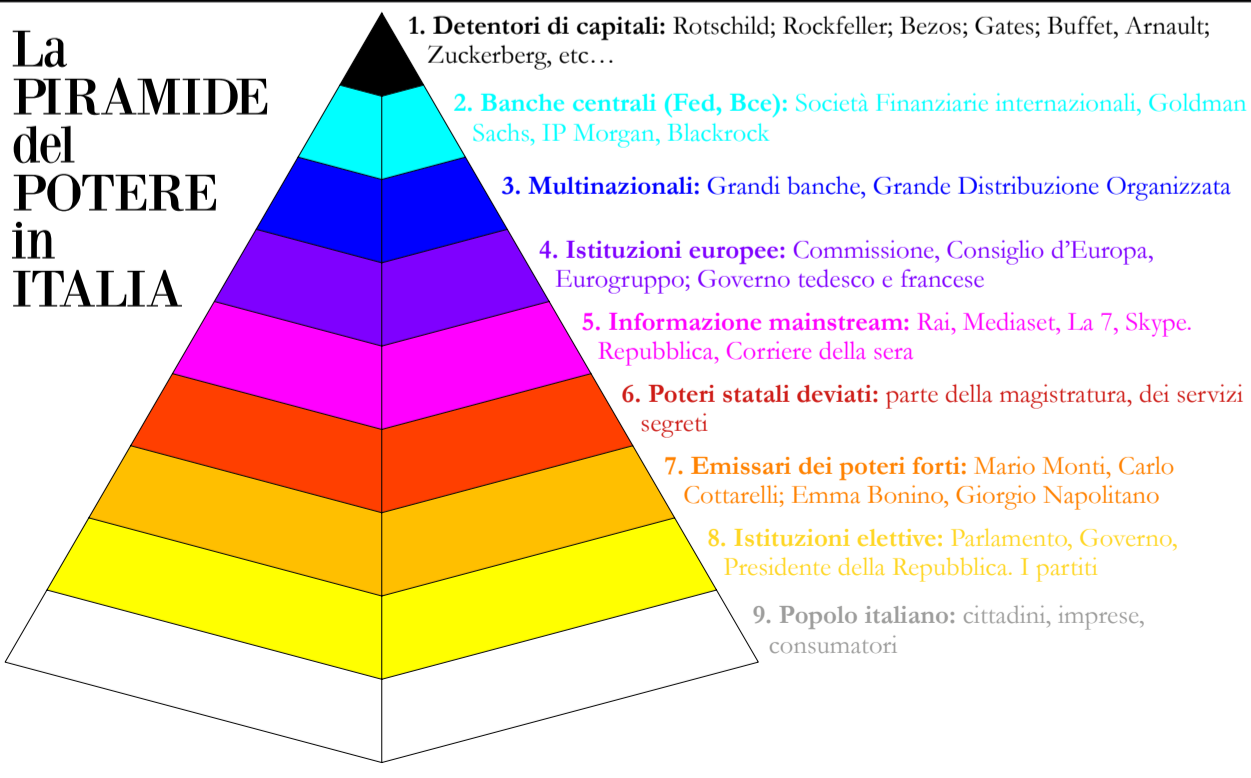 La
PIRAMIDE
del
POTERE
in
ITALIA
1. Detentori di capitali: Rotschild; Rockfeller; Bezos; Gates; Buffet, Arnault;
Zuckerberg, etc…
2. Banche centrali (Fed, Bce): Società Finanziarie internazionali, Goldman
Sachs, IP Morgan, Blackrock
3. Multinazionali: Grandi banche, Grande Distribuzione Organizzata
4. Istituzioni europee: Commissione, Consiglio d’Europa,
Eurogruppo; Governo tedesco e francese
5. Informazione mainstream: Rai, Mediaset, La 7, Skype.
Repubblica, Corriere della sera
6. Poteri statali deviati: parte della magistratura, dei servizi
segreti
7. Emissari dei poteri forti: Mario Monti, Carlo
Cottarelli; Emma Bonino, Giorgio Napolitano
8. Istituzioni elettive: Parlamento, Governo,
Presidente della Repubblica. I partiti
9. Popolo italiano: cittadini, imprese,
consumatori